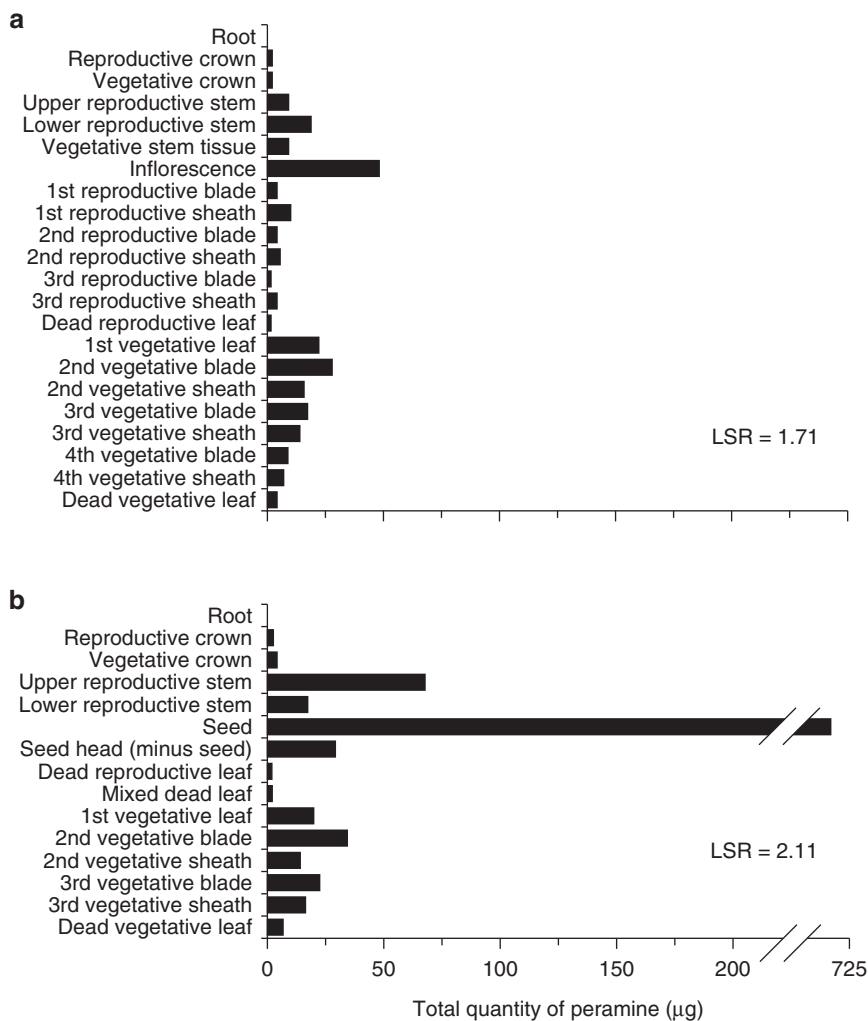 a
Root
Reproductive crown
Vegetative crown
Upper reproductive stem
Lower reproductive stem
Vegetative stem tissue
Inflorescence
1st reproductive blade
1st reproductive sheath
2nd reproductive blade
2nd reproductive sheath
3rd reproductive blade
3rd reproductive sheath
Dead reproductive leaf
1st vegetative leaf
2nd vegetative blade
2nd vegetative sheath
3rd vegetative blade
3rd vegetative sheath
4th vegetative blade
4th vegetative sheath
Dead vegetative leaf
LSR = 1.71
b
Root
Reproductive crown
Vegetative crown
Upper reproductive stem
Lower reproductive stem
Seed
Seed head (minus seed)
Dead reproductive leaf
Mixed dead leaf
1st vegetative leaf
2nd vegetative blade
2nd vegetative sheath
3rd vegetative blade
3rd vegetative sheath
Dead vegetative leaf
LSR = 2.11
0 50 100 150 200 725
Total quantity of peramine (μg)